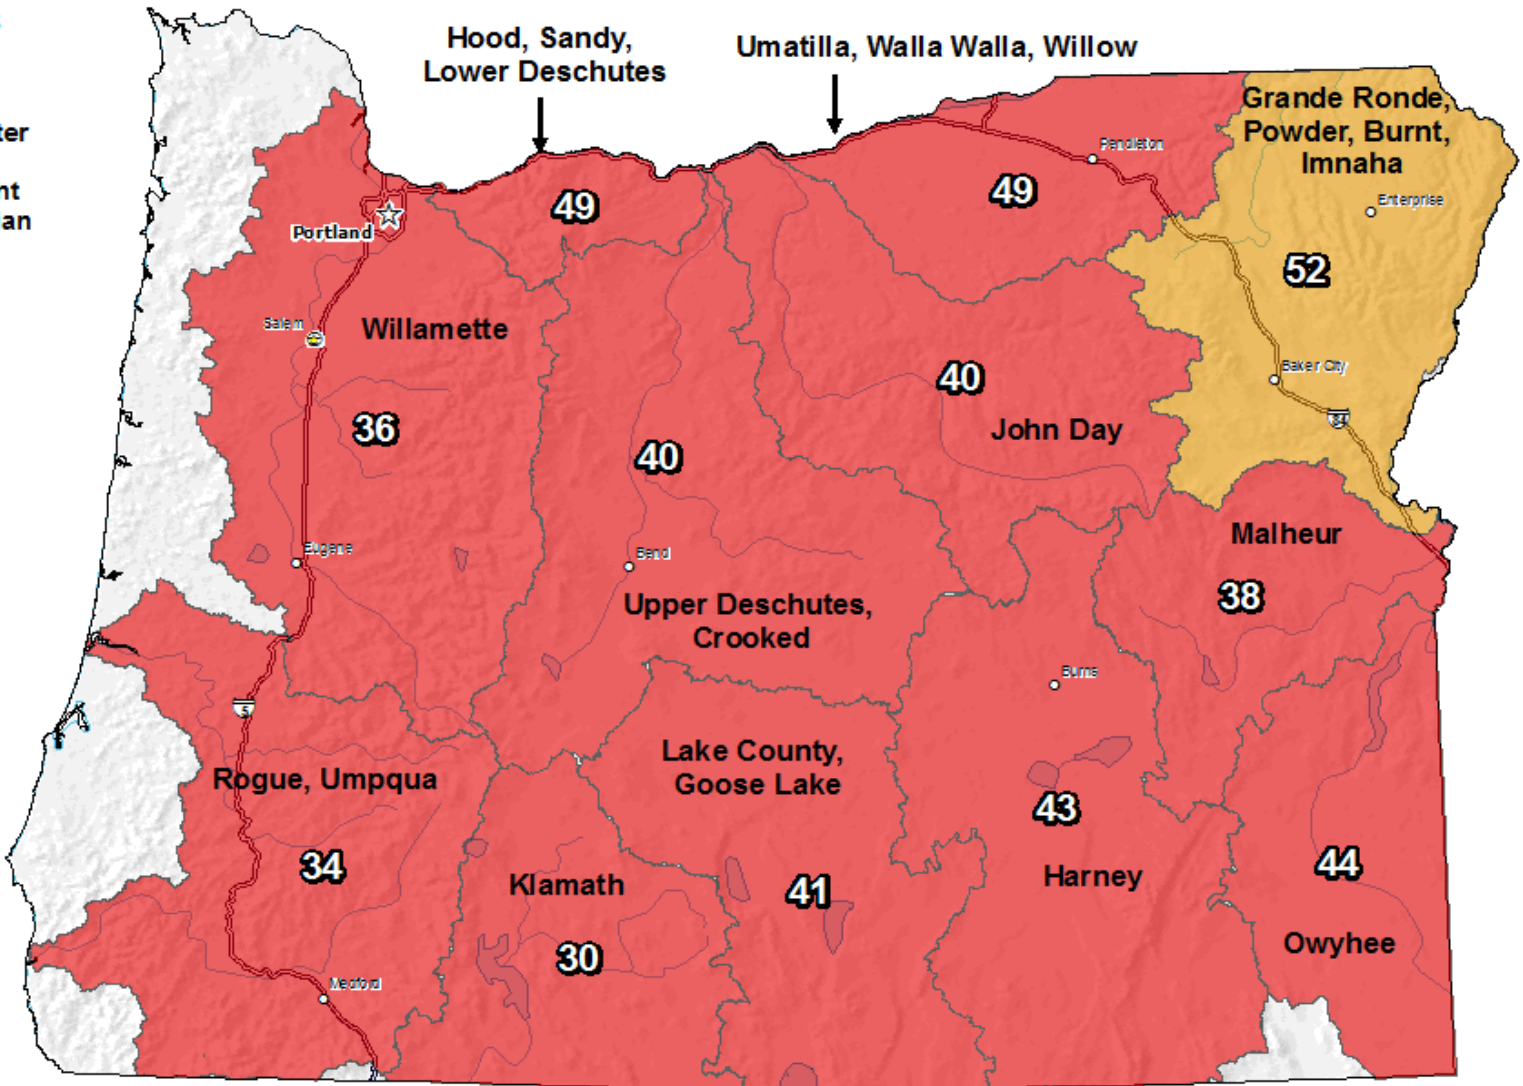 ter
nt
an
Hood, Sandy,
Lower Deschutes
Umatilla, Walla Walla, Willow
Grande Ronde,
Powder, Burnt,
Imnaha
Pendleton
Enterprise
49
49
52
Portland
Salem
Willamette
36
40
40
John Day
Baker City
84
Eugene
Bend
Upper Deschutes,
Crooked
Malheur
38
Burns
5
Rogue, Umpqua
34
Lake County,
Goose Lake
41
43
Harney
44
Owyhee
Klamath
30
Medford